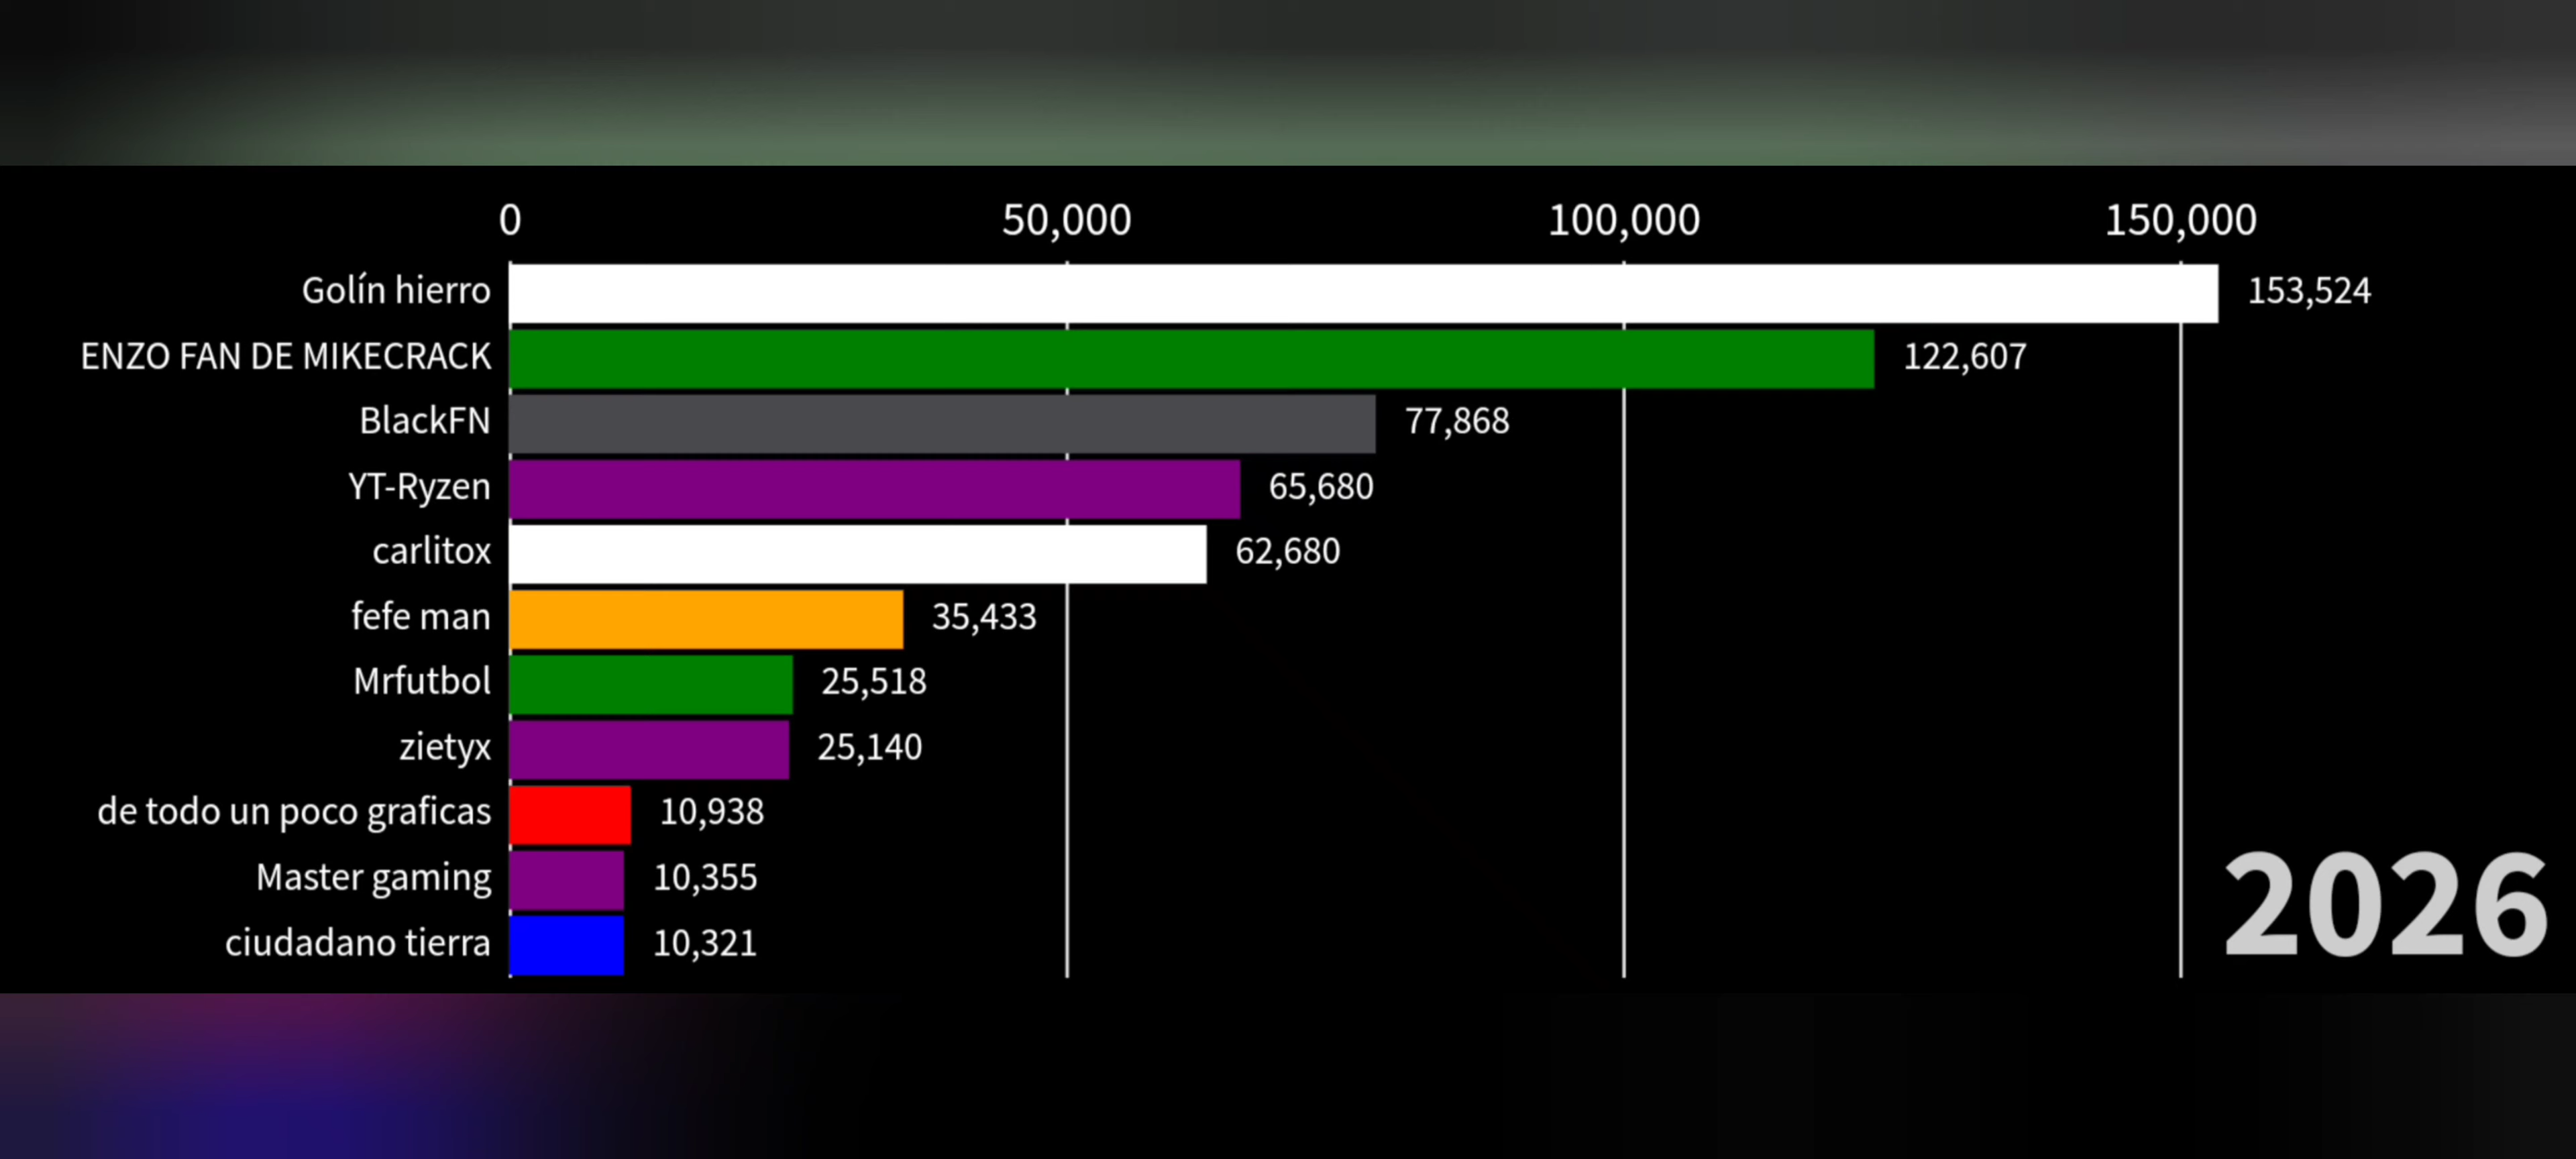 0 50,000 100,000 150,000
Golín hierro 153,524
ENZO FAN DE MIKECRACK 122,607
BlackFN 77,868
YT-Ryzen 65,680
carlitox 62,680
fefe man 35,433
Mrfutbol 25,518
zietyx 25,140
de todo un poco graficas 10,938
Master gaming 10,355
ciudadano tierra 10,321
2026